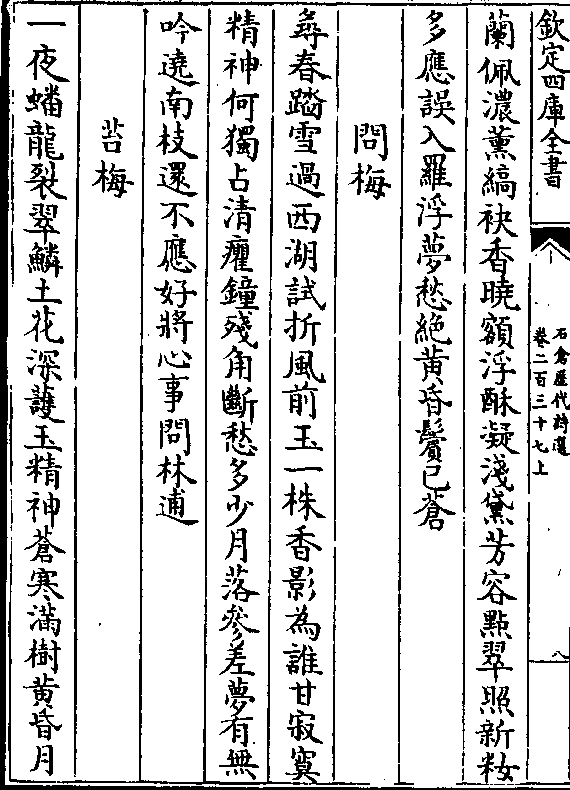 欽定四庫全書
石倉歷代詩選
卷二百三十七上
八
蘭佩濃薰縞袂香曉額浮酥凝淺黛芳容點翠照新妝
多應誤入羅浮夢愁絶黄昏鬢已蒼
問梅
尋春踏雪過西湖試折風前玉一株香影為誰甘寂寞
精神何獨占清癯鐘殘角斷愁多少月落參差夢有無
吟遶南枝還不應好將心事問林逋
苔梅
一夜蟠龍裂翠鱗土花深護玉精神蒼寒滿樹黄昏月